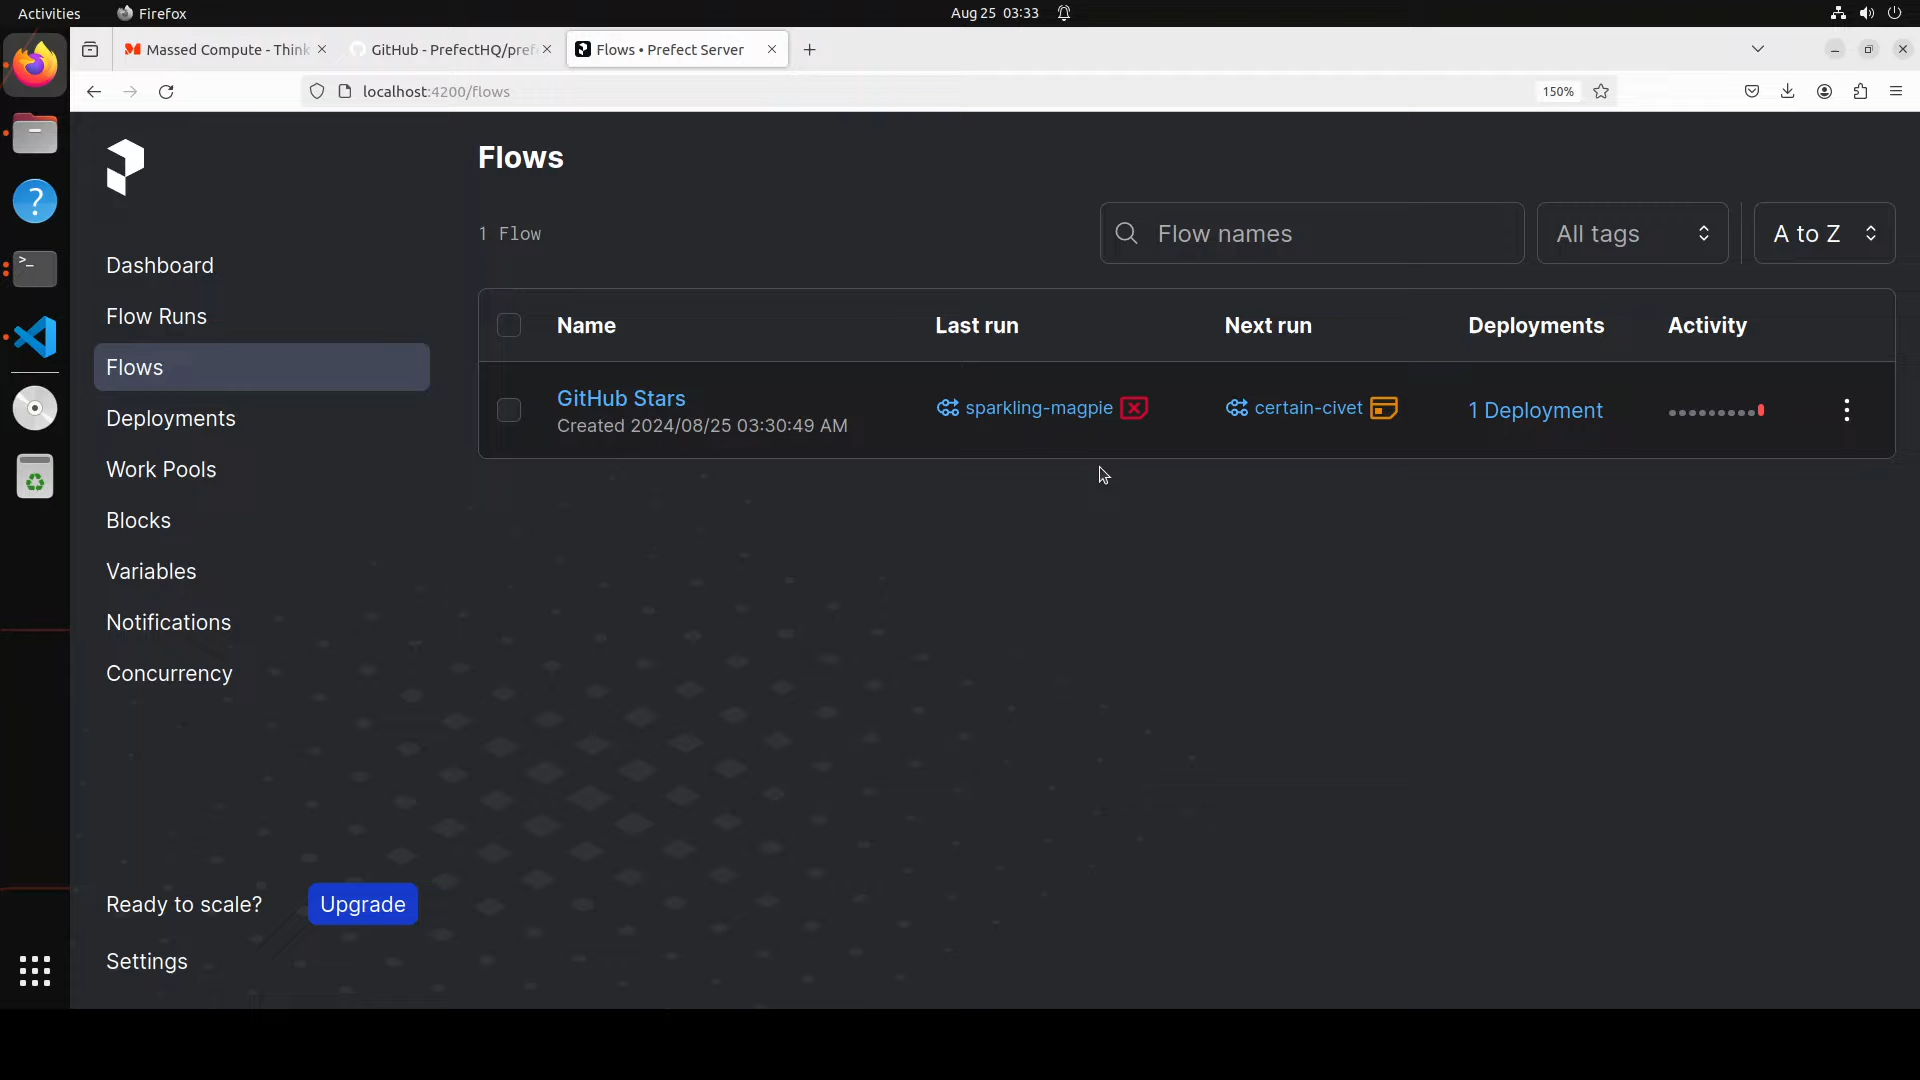 Activities
Firefox
Aug 25 03:33
Massed Compute - Think
GitHub - PrefectHQ/pref
Flows • Prefect Server
localhost:4200/flows
150%
Flows
1 Flow
Flow names
All tags
A to Z
Dashboard
Flow Runs
Flows
Deployments
Work Pools
Blocks
Variables
Notifications
Concurrency
Name
Last run
Next run
Deployments
Activity
GitHub Stars
Created 2024/08/25 03:30:49 AM
sparkling-magpie
certain-civet
1 Deployment
Ready to scale?
Upgrade
Settings